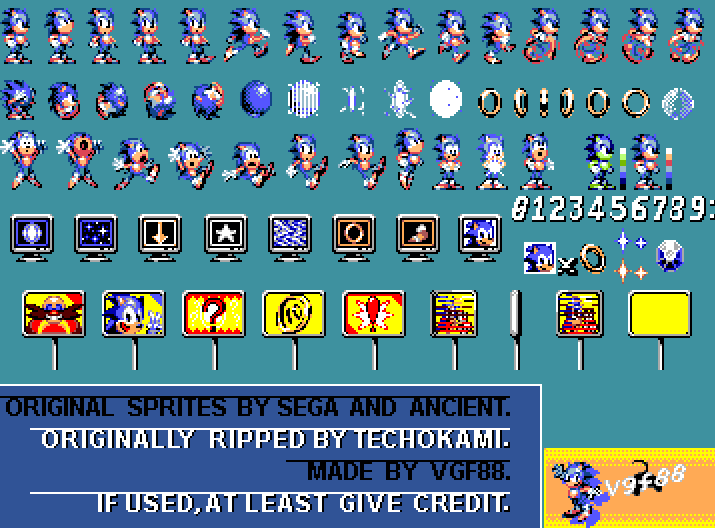 0123456789:
?
!
ORIGINAL SPRITES BY SEGA AND ANCIENT.
ORIGINALLY RIPPED BY TECHOKAMI.
MADE BY VGF88.
IF USED, AT LEAST GIVE CREDIT.
V9F88